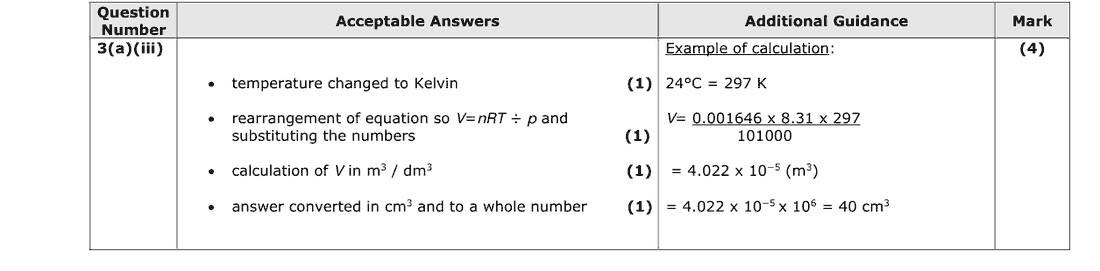 Question Number Acceptable Answers Additional Guidance Mark
3(a)(iii) Example of calculation: (4)
• temperature changed to Kelvin (1) 24°C = 297 K
• rearrangement of equation so V=nRT ÷ p and V= 0.001646 x 8.31 x 297
substituting the numbers (1) 101000
• calculation of V in m³ / dm³ (1) = 4.022 x 10⁻⁵ (m³)
• answer converted in cm³ and to a whole number (1) = 4.022 x 10⁻⁵ x 10⁶ = 40 cm³